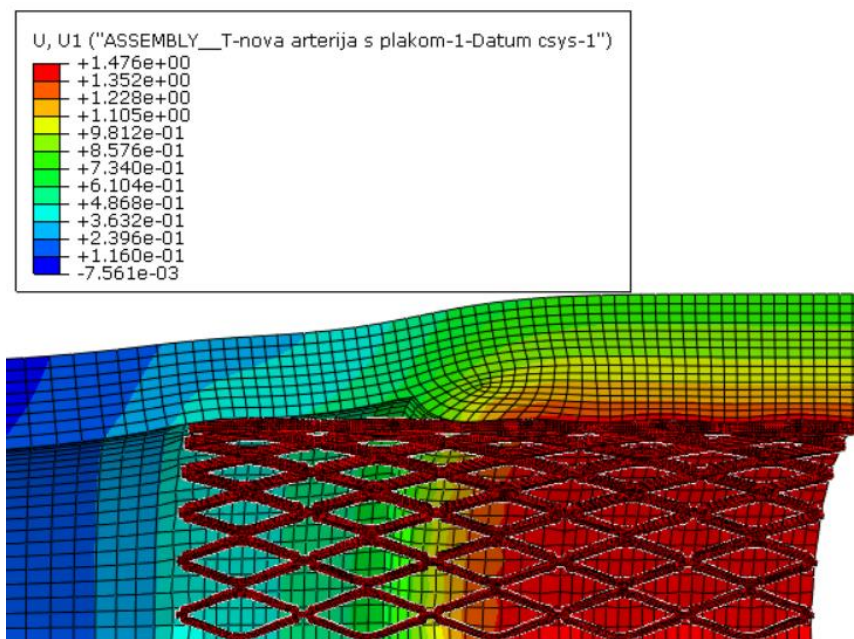 U, U1 ("ASSEMBLY__T-nova arterija s plakom-1-Datum csys-1")
+1.476e+00
+1.352e+00
+1.228e+00
+1.105e+00
+9.812e-01
+8.576e-01
+7.340e-01
+6.104e-01
+4.868e-01
+3.632e-01
+2.396e-01
+1.160e-01
-7.561e-03